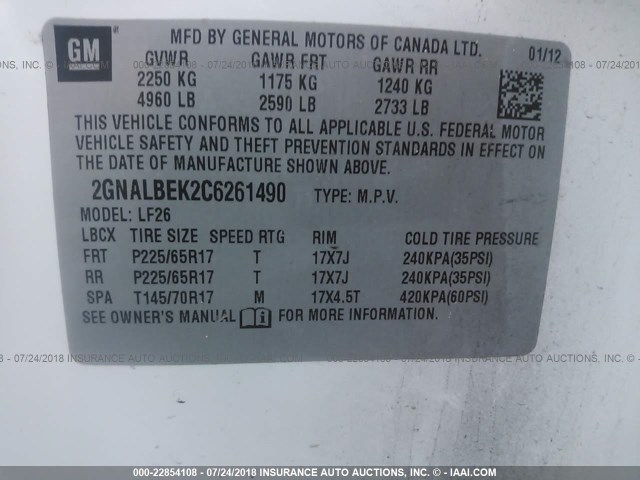 GM
MFD BY GENERAL MOTORS OF CANADA LTD.
01/12
GVWR GAWR FRT GAWR RR
2250 KG 1175 KG 1240 KG
4960 LB 2590 LB 2733 LB
THIS VEHICLE CONFORMS TO ALL APPLICABLE U.S. FEDERAL MOTOR
VEHICLE SAFETY AND THEFT PREVENTION STANDARDS IN EFFECT ON
THE DATE OF MANUFACTURE SHOWN ABOVE.
2GNALBEK2C6261490 TYPE: M.P.V.
MODEL: LF26
LBCX TIRE SIZE SPEED RTG RIM COLD TIRE PRESSURE
FRT P225/65R17 T 17X7J 240KPA(35PSI)
RR P225/65R17 T 17X7J 240KPA(35PSI)
SPA T145/70R17 M 17X4.5T 420KPA(60PSI)
SEE OWNER'S MANUAL FOR MORE INFORMATION.
000-22854108 - 07/24/2018 INSURANCE AUTO AUCTIONS CORP. © - IAAI.COM